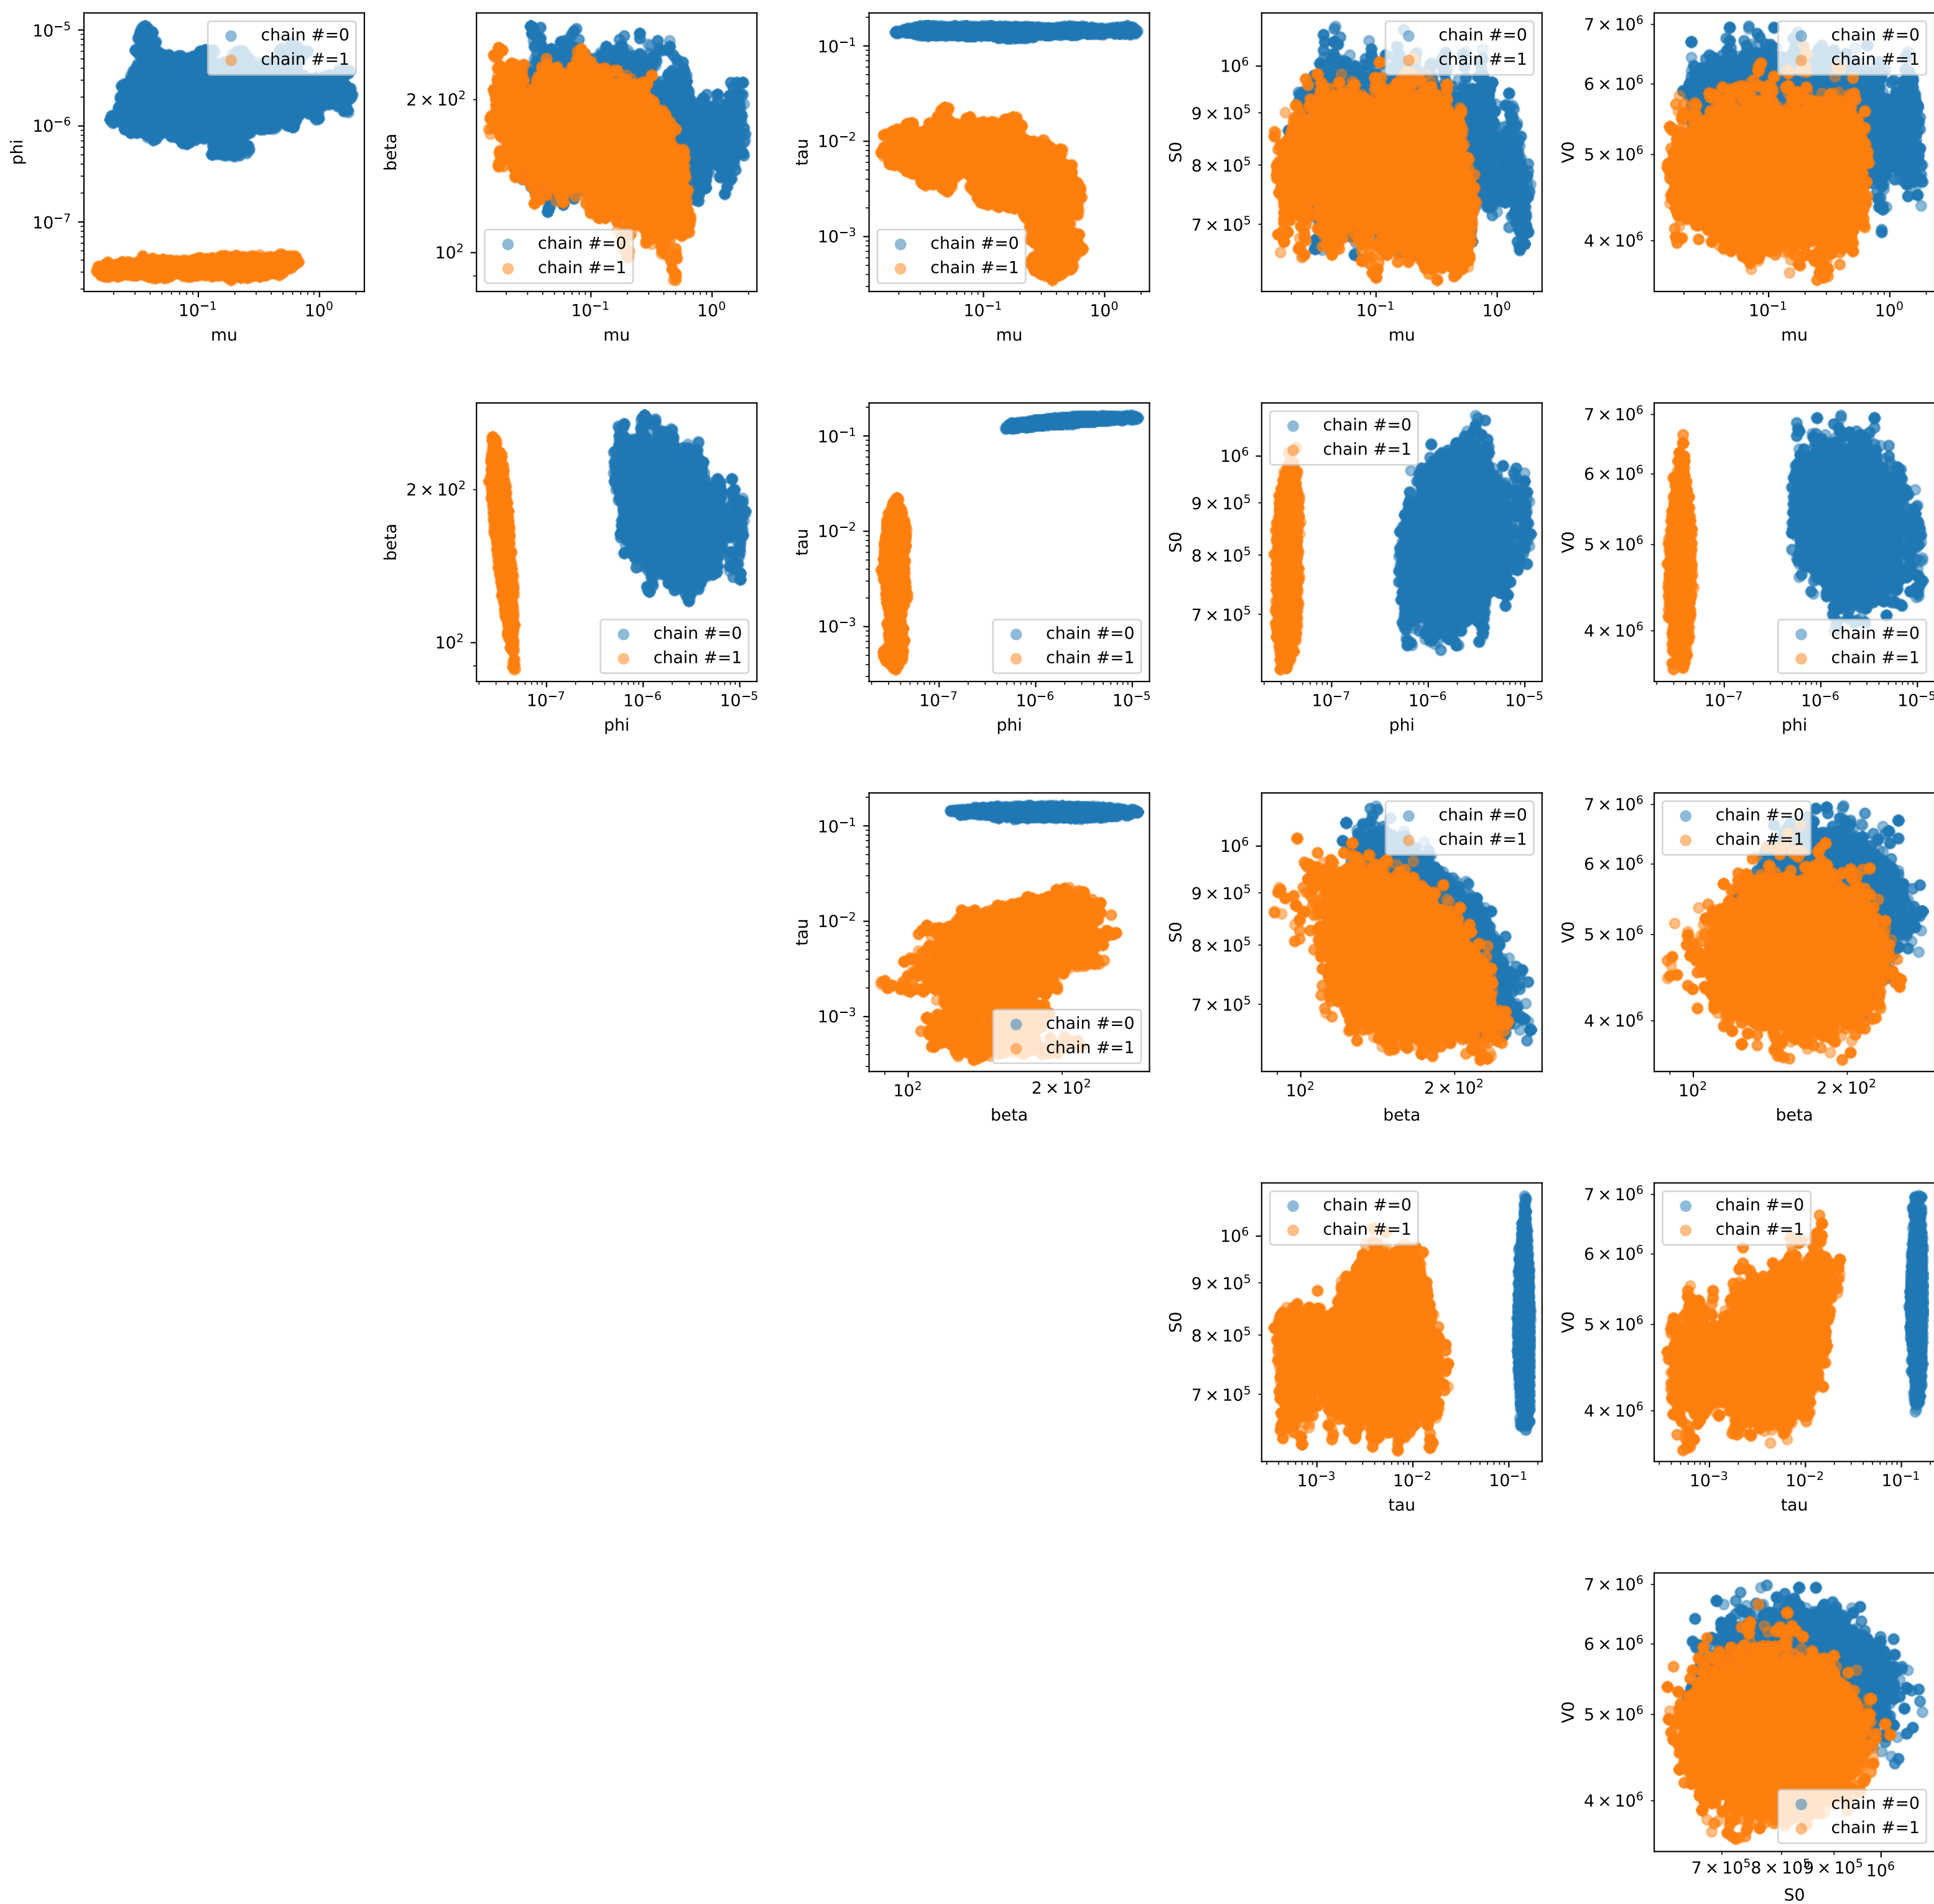 phi
10⁻⁵
10⁻⁶
10⁻⁷
chain #=0
chain #=1
10⁻¹ 10⁰
mu
beta
2 × 10²
10²
chain #=0
chain #=1
10⁻¹ 10⁰
mu
tau
10⁻¹
10⁻²
10⁻³
chain #=0
chain #=1
10⁻¹ 10⁰
mu
S0
10⁶
9 × 10⁵
8 × 10⁵
7 × 10⁵
chain #=0
chain #=1
10⁻¹ 10⁰
mu
V0
7 × 10⁶
6 × 10⁶
5 × 10⁶
4 × 10⁶
chain #=0
chain #=1
10⁻¹ 10⁰
mu
beta
2 × 10²
10²
chain #=0
chain #=1
10⁻⁷ 10⁻⁶ 10⁻⁵
phi
tau
10⁻¹
10⁻²
10⁻³
chain #=0
chain #=1
10⁻⁷ 10⁻⁶ 10⁻⁵
phi
S0
10⁶
9 × 10⁵
8 × 10⁵
7 × 10⁵
chain #=0
chain #=1
10⁻⁷ 10⁻⁶ 10⁻⁵
phi
V0
7 × 10⁶
6 × 10⁶
5 × 10⁶
4 × 10⁶
chain #=0
chain #=1
10⁻⁷ 10⁻⁶ 10⁻⁵
phi
tau
10⁻¹
10⁻²
10⁻³
chain #=0
chain #=1
10² 2 × 10²
beta
S0
10⁶
9 × 10⁵
8 × 10⁵
7 × 10⁵
chain #=0
chain #=1
10² 2 × 10²
beta
V0
7 × 10⁶
6 × 10⁶
5 × 10⁶
4 × 10⁶
chain #=0
chain #=1
10² 2 × 10²
beta
S0
10⁶
9 × 10⁵
8 × 10⁵
7 × 10⁵
chain #=0
chain #=1
10⁻³ 10⁻² 10⁻¹
tau
V0
7 × 10⁶
6 × 10⁶
5 × 10⁶
4 × 10⁶
chain #=0
chain #=1
10⁻³ 10⁻² 10⁻¹
tau
V0
7 × 10⁶
6 × 10⁶
5 × 10⁶
4 × 10⁶
chain #=0
chain #=1
7 × 10⁵ 8 × 10⁵ 9 × 10⁵ 10⁶
S0